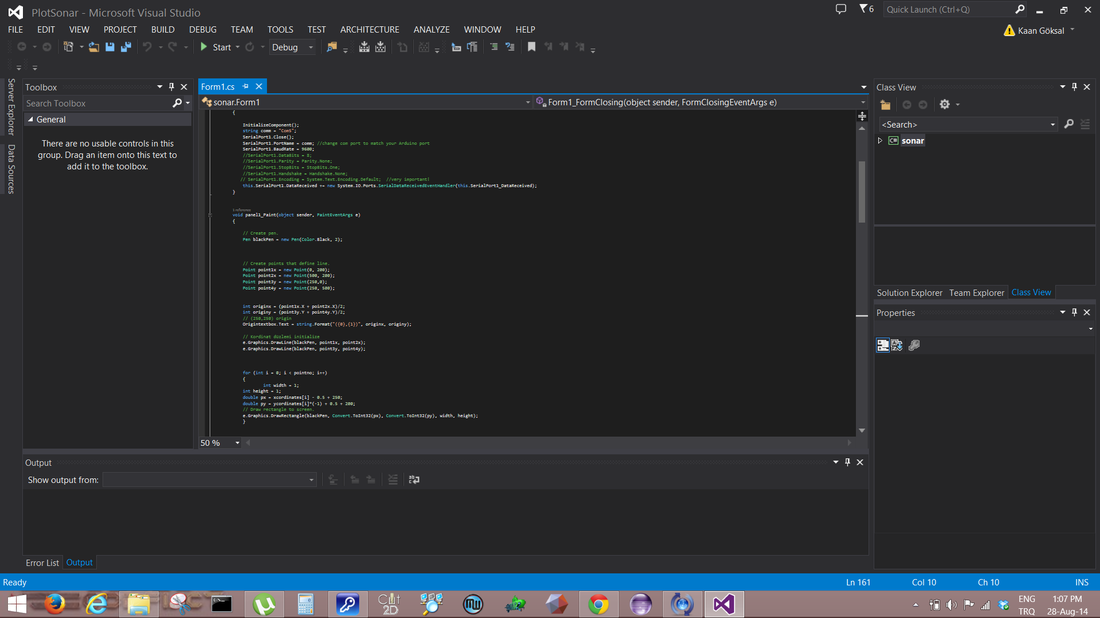 PlotSonar - Microsoft Visual Studio
6
Quick Launch (Ctrl+Q)
FILE EDIT VIEW PROJECT BUILD DEBUG TEAM TOOLS TEST ARCHITECTURE ANALYZE WINDOW HELP
Kaan Göksal
Start Debug
Server Explorer
Data Sources
Toolbox
Search Toolbox
General
There are no usable controls in this
group. Drag an item onto this text to
add it to the toolbox.
Form1.cs
sonar.Form1
Form1_FormClosing(object sender, FormClosingEventArgs e)
{
InitializeComponent();
string comm = "Com3";
SerialPort1.Close();
SerialPort1.PortName = comm; //change com port to match your Arduino port
SerialPort1.BaudRate = 9600;
//SerialPort1.DataBits = 8;
//SerialPort1.Parity = Parity.None;
//SerialPort1.StopBits = StopBits.One;
//SerialPort1.Handshake = Handshake.None;
// SerialPort1.Encoding = System.Text.Encoding.Default; //very important!
this.SerialPort1.DataReceived += new System.IO.Ports.SerialDataReceivedEventHandler(this.SerialPort1_DataReceived);
}
void panel1_Paint(object sender, PaintEventArgs e)
{
// Create pen.
Pen blackPen = new Pen(Color.Black, 2);
// Create points that define line.
Point point1x = new Point(0, 200);
Point point2x = new Point(500, 200);
Point point3y = new Point(250,0);
Point point4y = new Point(250, 500);
int originx = (point1x.X + point2x.X)/2;
int originy = (point3y.Y + point4y.Y)/2;
// (250,250) origin
Origintextbox.Text = string.Format("({0},{1})", originx, originy);
// Kordinat dizlemi initialize
e.Graphics.DrawLine(blackPen, point1x, point2x);
e.Graphics.DrawLine(blackPen, point3y, point4y);
for (int i = 0; i < pointno; i++)
{
int width = 1;
int height = 1;
double px = xcordinates[i] - 0.5 + 250;
double py = ycordinates[i]*(-1) + 0.5 + 200;
// Draw rectangle to screen.
e.Graphics.DrawRectangle(blackPen, Convert.ToInt32(px), Convert.ToInt32(py), width, height);
}
50 %
Class View
<Search>
sonar
Solution Explorer Team Explorer Class View
Properties
Output
Show output from:
Error List Output
Ready
Ln 161 Col 10 Ch 10 INS
ENG
TRQ
1:07 PM
28-Aug-14